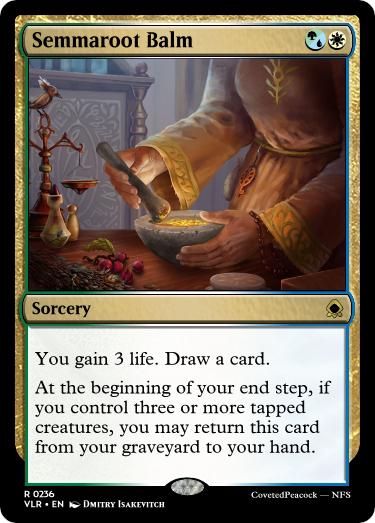 Semmaroot Balm
Sorcery
You gain 3 life. Draw a card.
At the beginning of your end step, if
you control three or more tapped
creatures, you may return this card
from your graveyard to your hand.
R 0236
VLR • EN Dmitry Isakevitch
CovetedPeacock — NFS